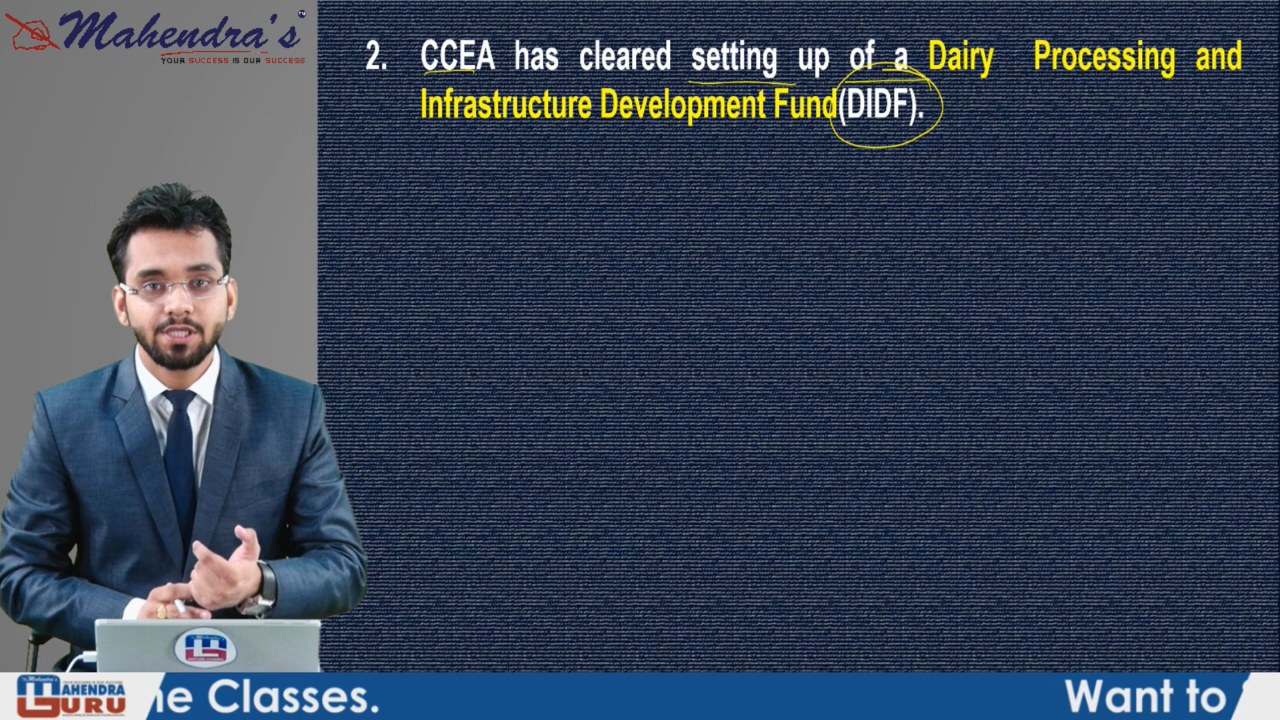 Mahendra's
YOUR SUCCESS IS OUR SUCCESS
2. CCEA has cleared setting up of a Dairy Processing and
Infrastructure Development Fund(DIDF).
MAHENDRA
GURU
ne Classes.
Want to